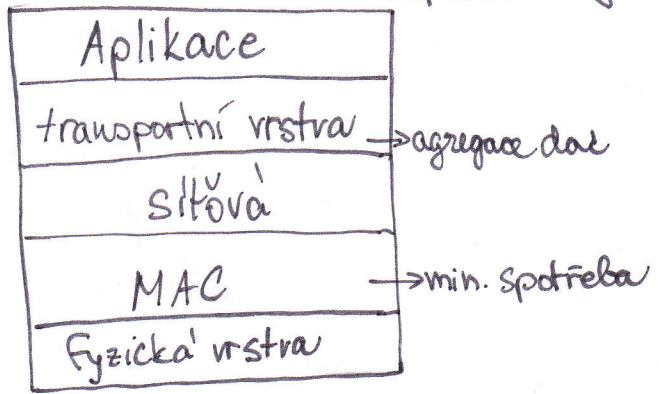 Aplikace
transportní vrstva → agregace dat
síťová
MAC → min. spotřeba
fyzická vrstva